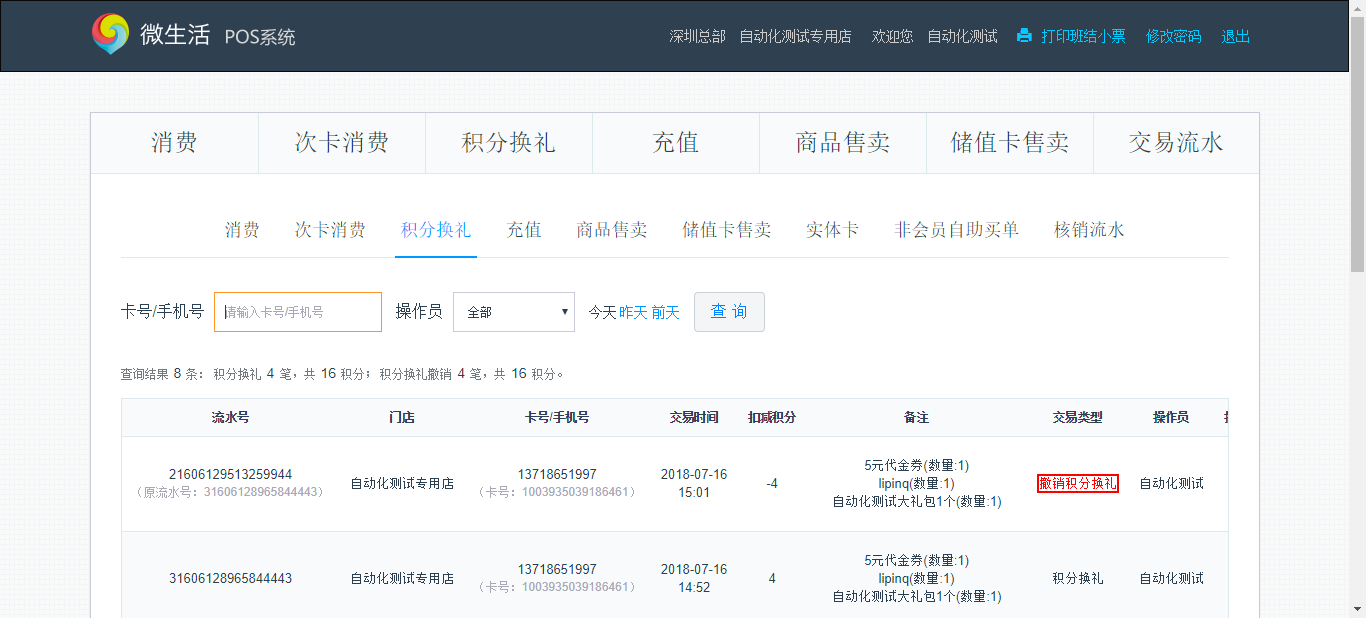 微生活 POS系统 深圳总部 自动化测试专用店 欢迎您 自动化测试 打印班结小票 修改密码 退出
消费 次卡消费 积分换礼 充值 商品售卖 储值卡售卖 交易流水
消费 次卡消费 积分换礼 充值 商品售卖 储值卡售卖 实体卡 非会员自助买单 核销流水
卡号/手机号 请输入卡号/手机号 操作员 全部 今天 昨天 前天 查 询
查询结果 8 条： 积分换礼 4 笔，共 16 积分； 积分换礼撤销 4 笔，共 16 积分。
流水号 门店 卡号/手机号 交易时间 扣减积分 备注 交易类型 操作员
21606129513259944
（原流水号：31606128965844443）
自动化测试专用店
13718651997
（卡号：1003935039186461）
2018-07-16
15:01
-4
5元代金券(数量:1)
lipinq(数量:1)
自动化测试大礼包1个(数量:1)
撤销积分换礼
自动化测试
31606128965844443
自动化测试专用店
13718651997
（卡号：1003935039186461）
2018-07-16
14:52
4
5元代金券(数量:1)
lipinq(数量:1)
自动化测试大礼包1个(数量:1)
积分换礼
自动化测试